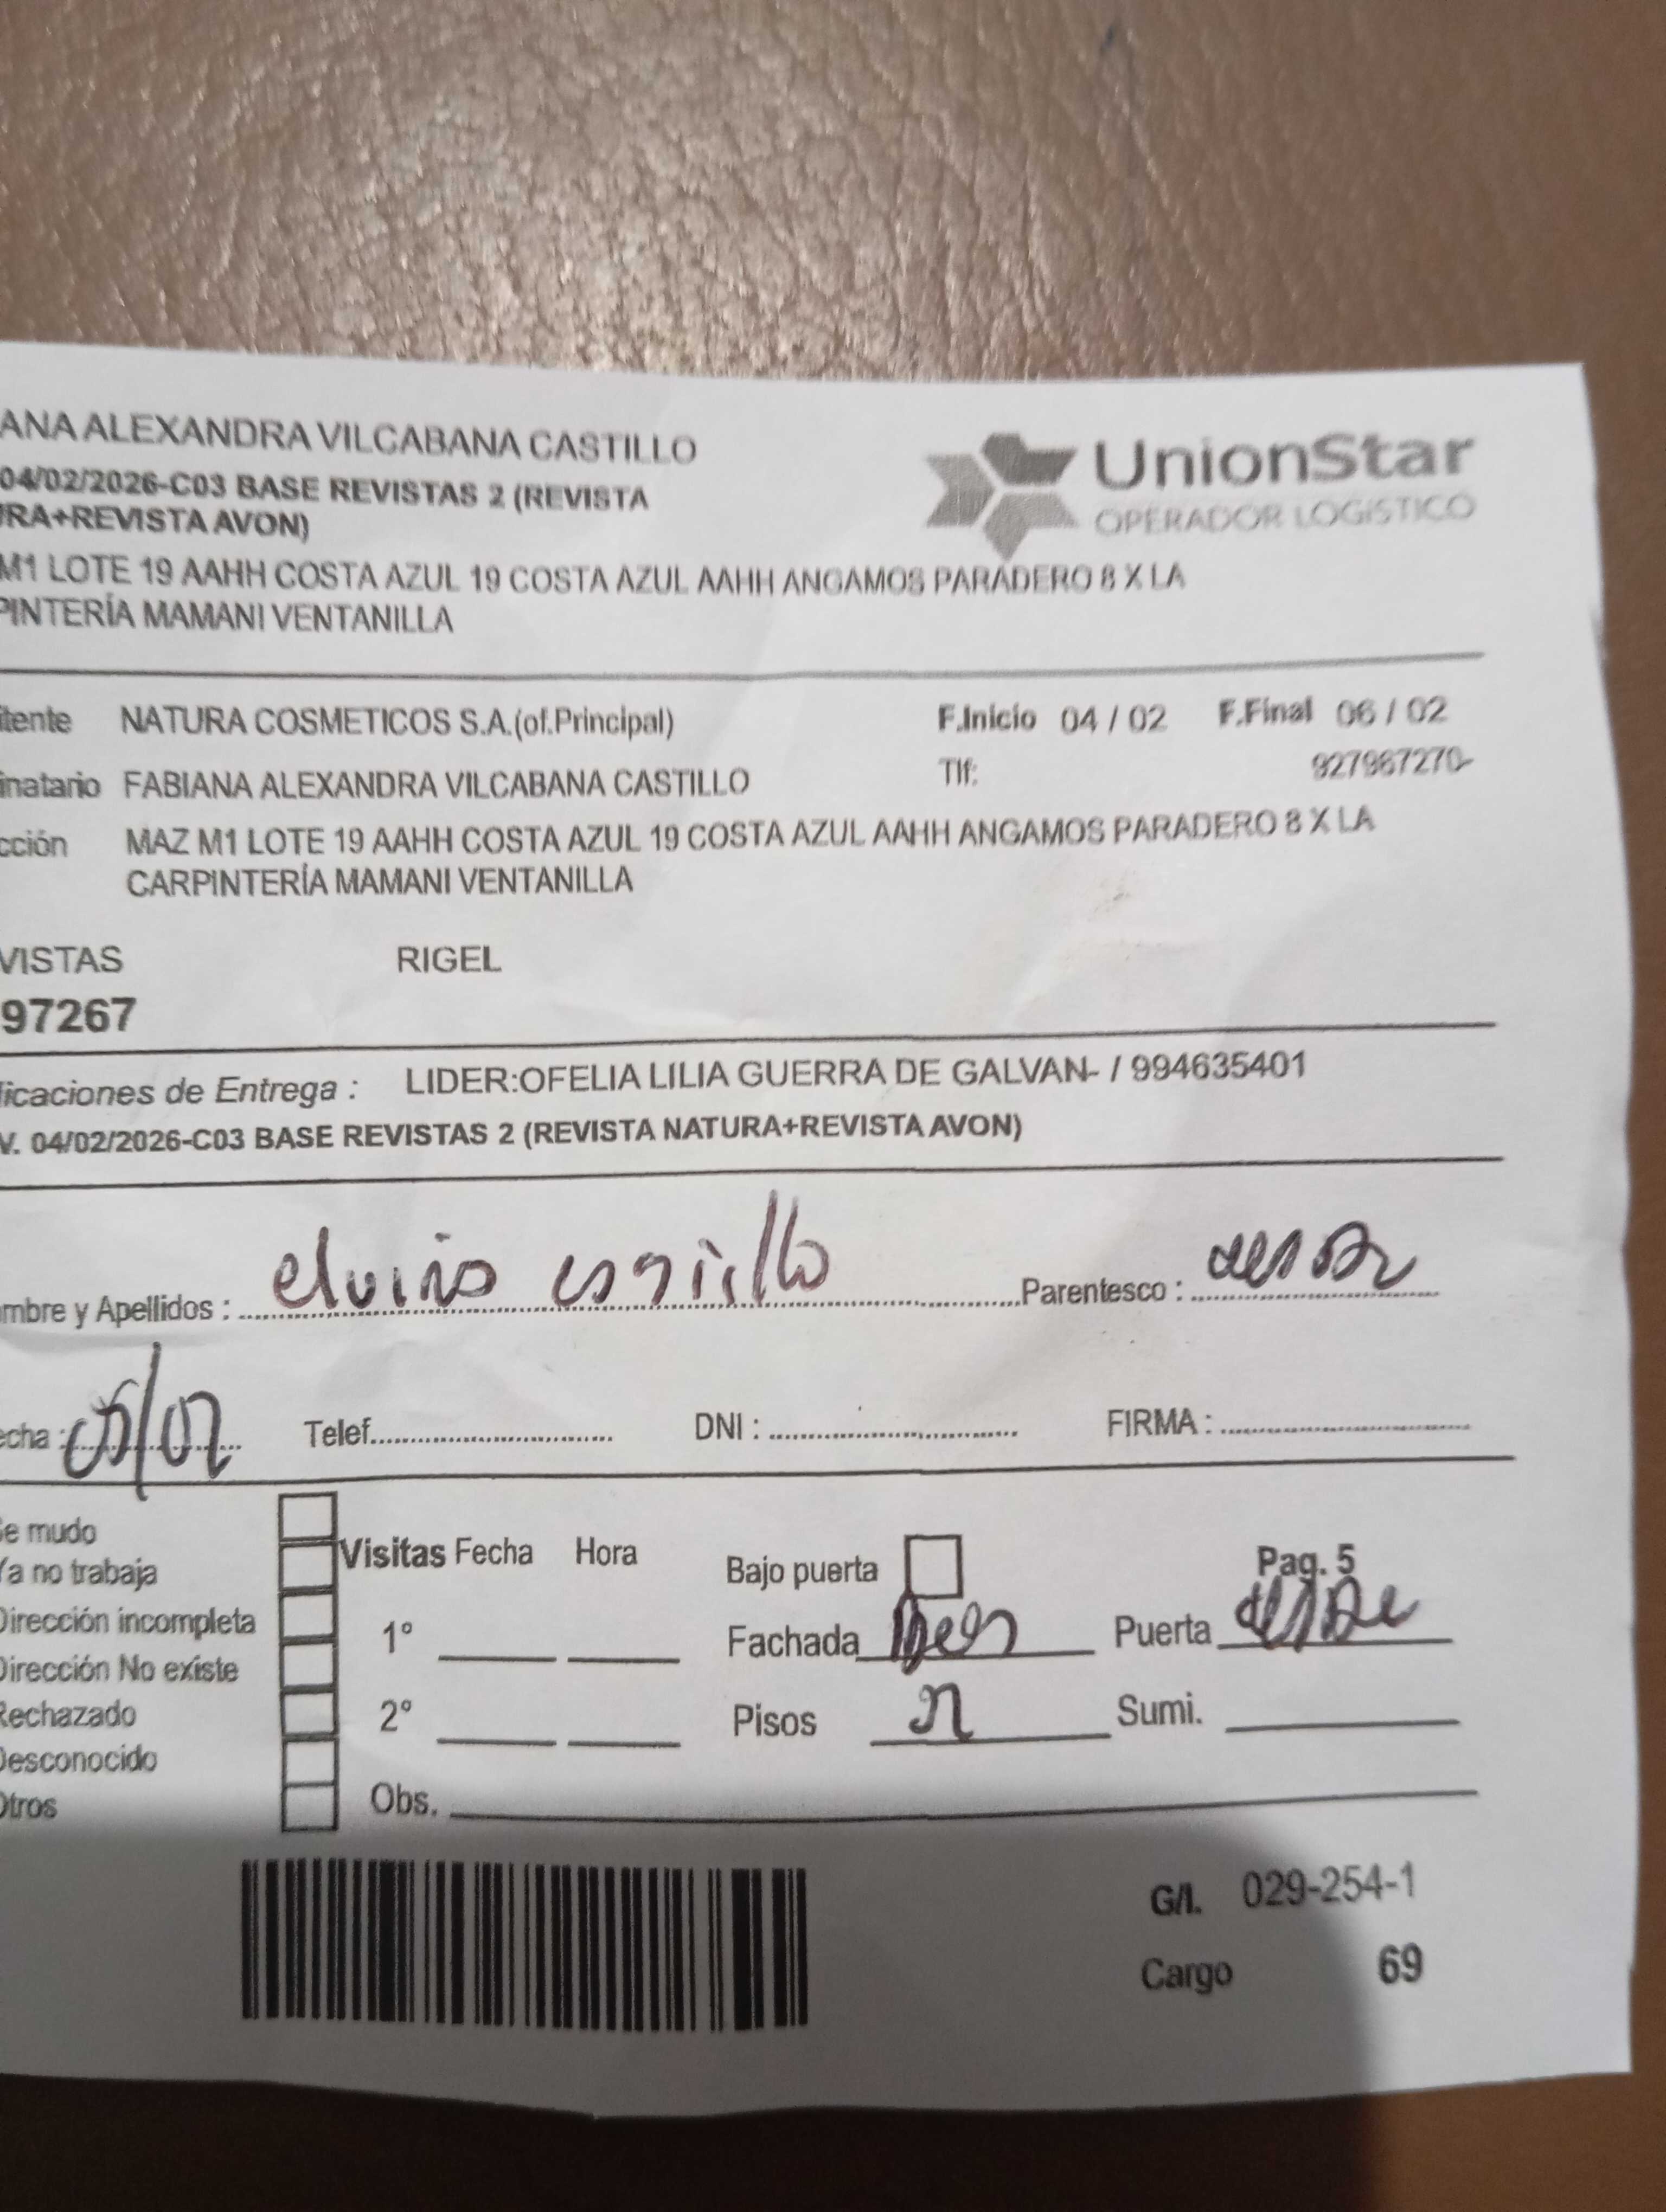 ANA ALEXANDRA VILCABANA CASTILLO
UnionStar
OPERADOR LOGÍSTICO
04/02/2026-C03 BASE REVISTAS 2 (REVISTA
RA+REVISTA AVON)
M1 LOTE 19 AAHH COSTA AZUL 19 COSTA AZUL AAHH ANGAMOS PARADERO 8 X LA
PINTERÍA MAMANI VENTANILLA
itente NATURA COSMETICOS S.A.(of.Principal) F.Inicio 04 / 02 F.Final 06 / 02
inatario FABIANA ALEXANDRA VILCABANA CASTILLO Tlf: 927967270-
cción MAZ M1 LOTE 19 AAHH COSTA AZUL 19 COSTA AZUL AAHH ANGAMOS PARADERO 8 X LA
CARPINTERÍA MAMANI VENTANILLA
VISTAS RIGEL
97267
licaciones de Entrega : LIDER:OFELIA LILIA GUERRA DE GALVAN- / 994635401
V. 04/02/2026-C03 BASE REVISTAS 2 (REVISTA NATURA+REVISTA AVON)
mbre y Apellidos : castillo Parentesco :
echa : 05/02 Telef. DNI : FIRMA :
Se mudo
Ya no trabaja
Dirección incompleta
Dirección No existe
Rechazado
Desconocido
Otros
Visitas Fecha Hora
1°
2°
Obs.
Bajo puerta Pag. 5
Fachada Puerta
Pisos Sumi.
G/I. 029-254-1
Cargo 69